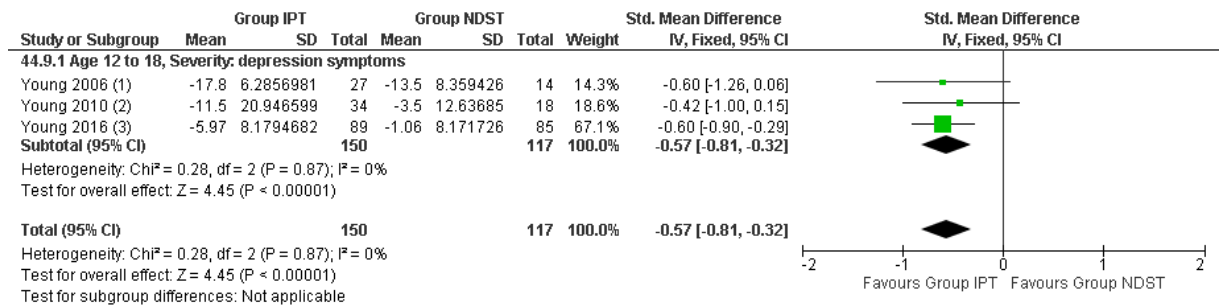 Group IPT Group NDST Std. Mean Difference Std. Mean Difference
Study or Subgroup Mean SD Total Mean SD Total Weight IV, Fixed, 95% CI IV, Fixed, 95% CI
44.9.1 Age 12 to 18, Severity: depression symptoms
Young 2006 (1) -17.8 6.2856981 27 -13.5 8.359426 14 14.3% -0.60 [-1.26, 0.06]
Young 2010 (2) -11.5 20.946599 34 -3.5 12.63685 18 18.6% -0.42 [-1.00, 0.15]
Young 2016 (3) -5.97 8.1794682 89 -1.06 8.171726 85 67.1% -0.60 [-0.90, -0.29]
Subtotal (95% CI) 150 117 100.0% -0.57 [-0.81, -0.32]
Heterogeneity: Chi² = 0.28, df = 2 (P = 0.87); I² = 0%
Test for overall effect: Z = 4.45 (P < 0.00001)
Total (95% CI) 150 117 100.0% -0.57 [-0.81, -0.32]
Heterogeneity: Chi² = 0.28, df = 2 (P = 0.87); I² = 0%
Test for overall effect: Z = 4.45 (P < 0.00001)
Test for subgroup differences: Not applicable
-2 -1 0 1 2
Favours Group IPT Favours Group NDST